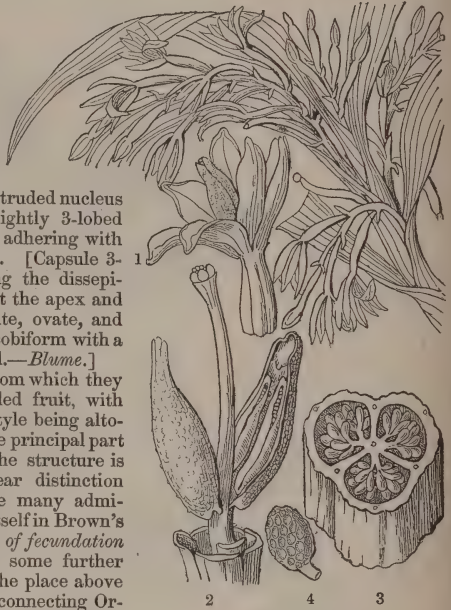 truded nucleus
ightly 3-lobed
adhering with
. [Capsule 3-
g the dissepi-
t the apex and
te, ovate, and
obiform with a
l.—Blume.]
om which they
led fruit, with
tyle being alto-
e principal part
he structure is
ear distinction
e many admi-
self in Brown's
of fecundation
some further
he place above
connecting Or-
1
2 4 3